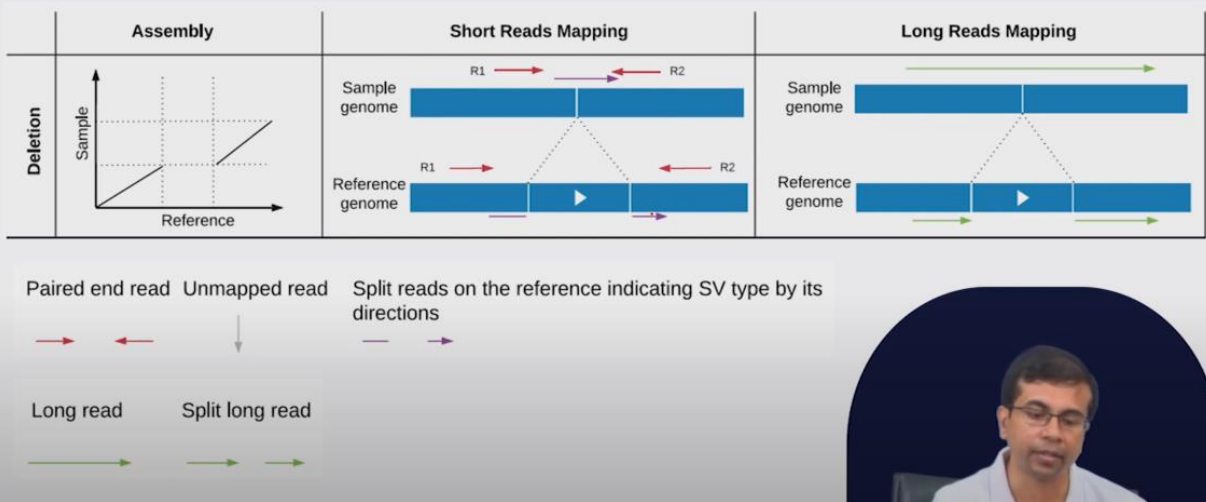 Assembly
Short Reads Mapping
Long Reads Mapping
Deletion
Sample
Reference
R1
R2
Sample
genome
R1
R2
Reference
genome
Sample
genome
Reference
genome
Paired end read
Unmapped read
Split reads on the reference indicating SV type by its
directions
Long read
Split long read